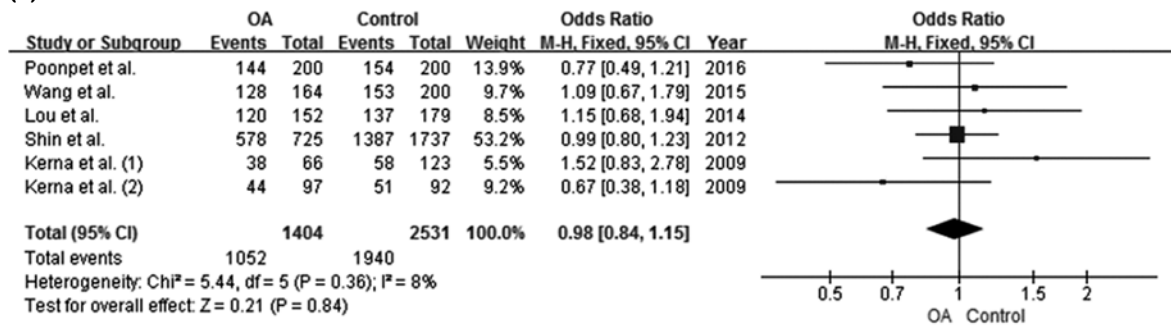 OA Control Odds Ratio Odds Ratio
Study or Subgroup Events Total Events Total Weight M-H, Fixed, 95% CI Year M-H, Fixed, 95% CI
Poonpet et al. 144 200 154 200 13.9% 0.77 [0.49, 1.21] 2016
Wang et al. 128 164 153 200 9.7% 1.09 [0.67, 1.79] 2015
Lou et al. 120 152 137 179 8.5% 1.15 [0.68, 1.94] 2014
Shin et al. 578 725 1387 1737 53.2% 0.99 [0.80, 1.23] 2012
Kerna et al. (1) 38 66 58 123 5.5% 1.52 [0.83, 2.78] 2009
Kerna et al. (2) 44 97 51 92 9.2% 0.67 [0.38, 1.18] 2009
Total (95% CI) 1404 2531 100.0% 0.98 [0.84, 1.15]
Total events 1052 1940
Heterogeneity: Chi² = 5.44, df = 5 (P = 0.36); I² = 8%
Test for overall effect: Z = 0.21 (P = 0.84)
0.5 0.7 1 1.5 2
OA Control